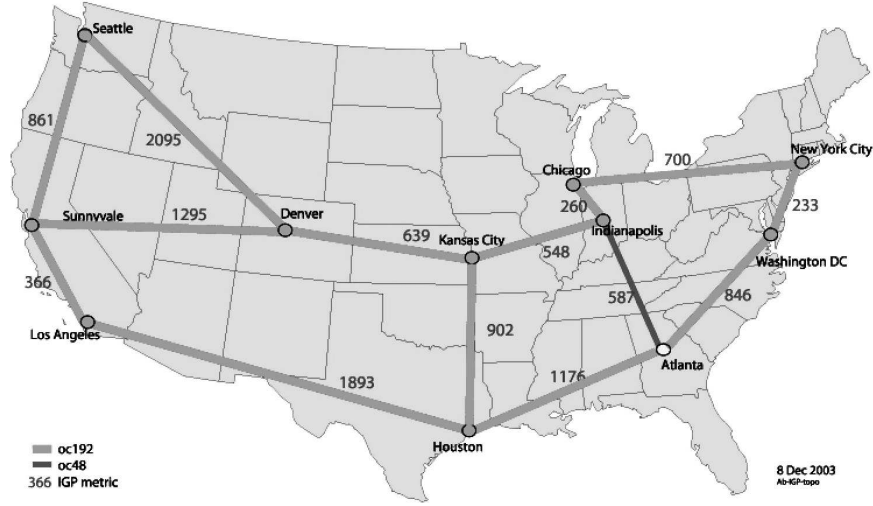 Seattle
861
2095
Sunnyvale
1295
Denver
639
Kansas City
Chicago
700
New York City
260
Indianapolis
233
548
Washington DC
366
587
846
Los Angeles
902
Atlanta
1893
1176
Houston
oc192
oc48
366 IGP metric
8 Dec 2003
Ab-IGP-topo